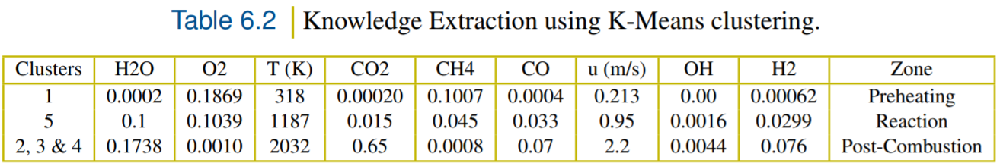 Table 6.2 Knowledge Extraction using K-Means clustering.
Clusters H2O O2 T (K) CO2 CH4 CO u (m/s) OH H2 Zone
1 0.0002 0.1869 318 0.00020 0.1007 0.0004 0.213 0.00 0.00062 Preheating
5 0.1 0.1039 1187 0.015 0.045 0.033 0.95 0.0016 0.0299 Reaction
2, 3 & 4 0.1738 0.0010 2032 0.65 0.0008 0.07 2.2 0.0044 0.076 Post-Combustion